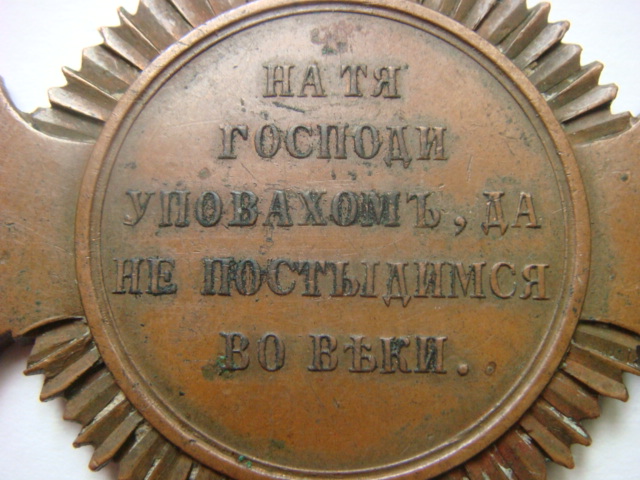 НА ТЯ
ГОСПОДИ
УПОВАХОМЪ, ДА
НЕ ПОСТЫДИМСЯ
ВО ВѢКИ.